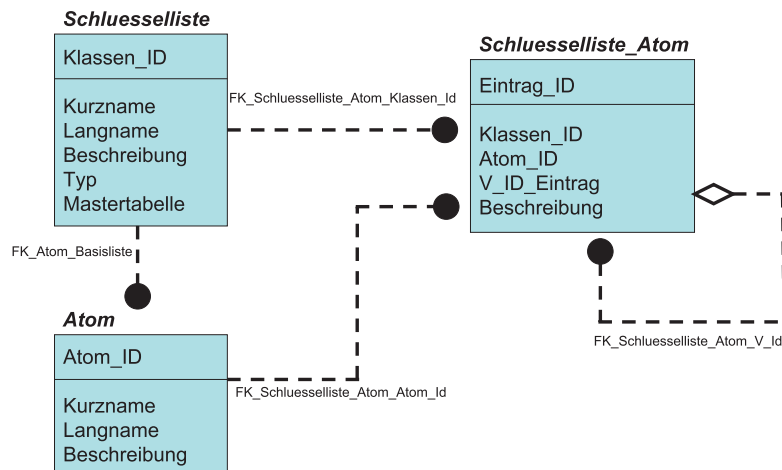 Schluesselliste
Klassen_ID
Kurzname
Langname
Beschreibung
Typ
Mastertabelle
FK_Schluesselliste_Atom_Klassen_Id
Schluesselliste_Atom
Eintrag_ID
Klassen_ID
Atom_ID
V_ID_Eintrag
Beschreibung
FK_Atom_Basisliste
FK_Schluesselliste_Atom_V_Id
Atom
Atom_ID
Kurzname
Langname
Beschreibung
FK_Schluesselliste_Atom_Atom_Id